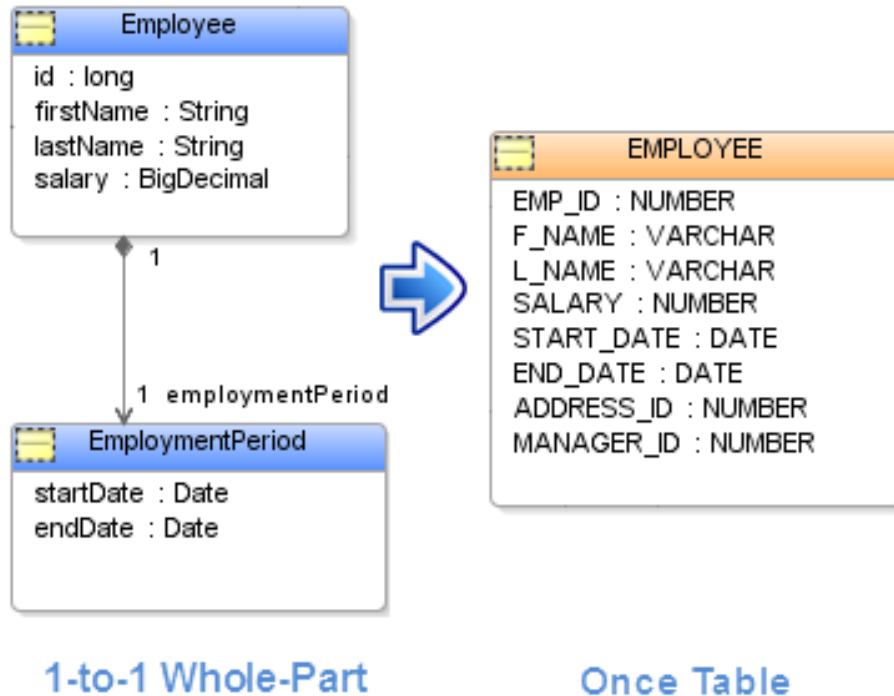 Employee
id : long
firstName : String
lastName : String
salary : BigDecimal
1
1 employmentPeriod
EmploymentPeriod
startDate : Date
endDate : Date
1-to-1 Whole-Part
EMPLOYEE
EMP_ID : NUMBER
F_NAME : VARCHAR
L_NAME : VARCHAR
SALARY : NUMBER
START_DATE : DATE
END_DATE : DATE
ADDRESS_ID : NUMBER
MANAGER_ID : NUMBER
Once Table